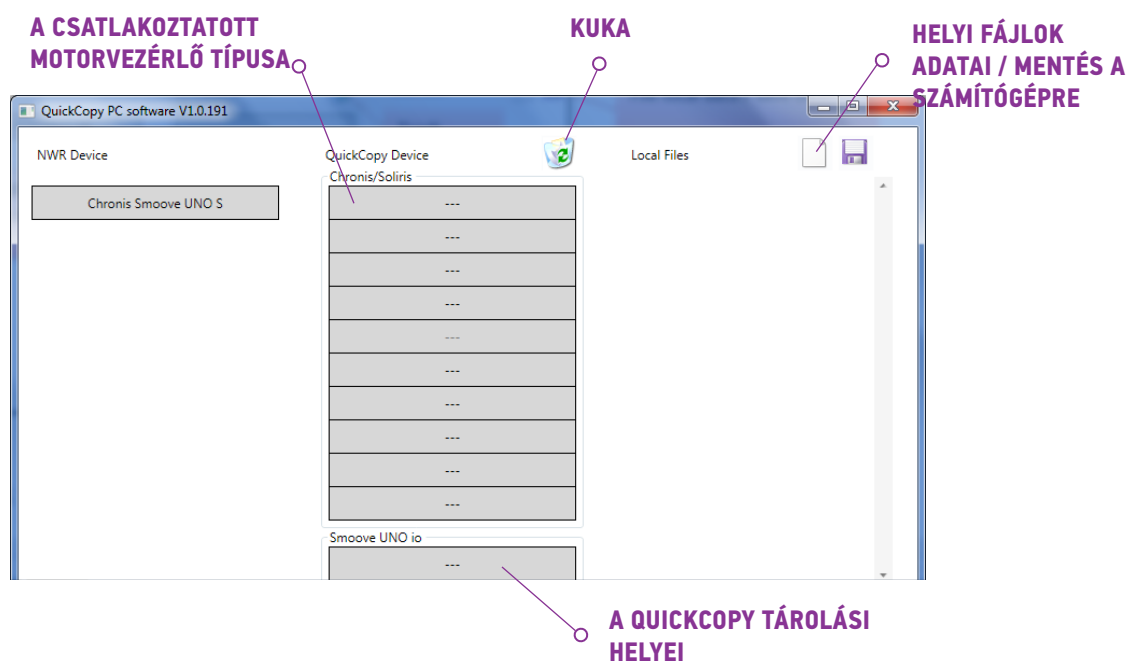 A CSATLAKOZTATOTT
MOTORVEZÉRLŐ TÍPUSA
KUKA
HELYI FÁJLOK
ADATAI / MENTÉS A
SZÁMÍTÓGÉPRE
QuickCopy PC software V1.0.191
NWR Device
QuickCopy Device
Local Files
Chronis/Soliris
Chronis Smoove UNO S
---
---
---
---
---
---
---
---
---
---
Smoove UNO io
---
A QUICKCOPY TÁROLÁSI
HELYEI